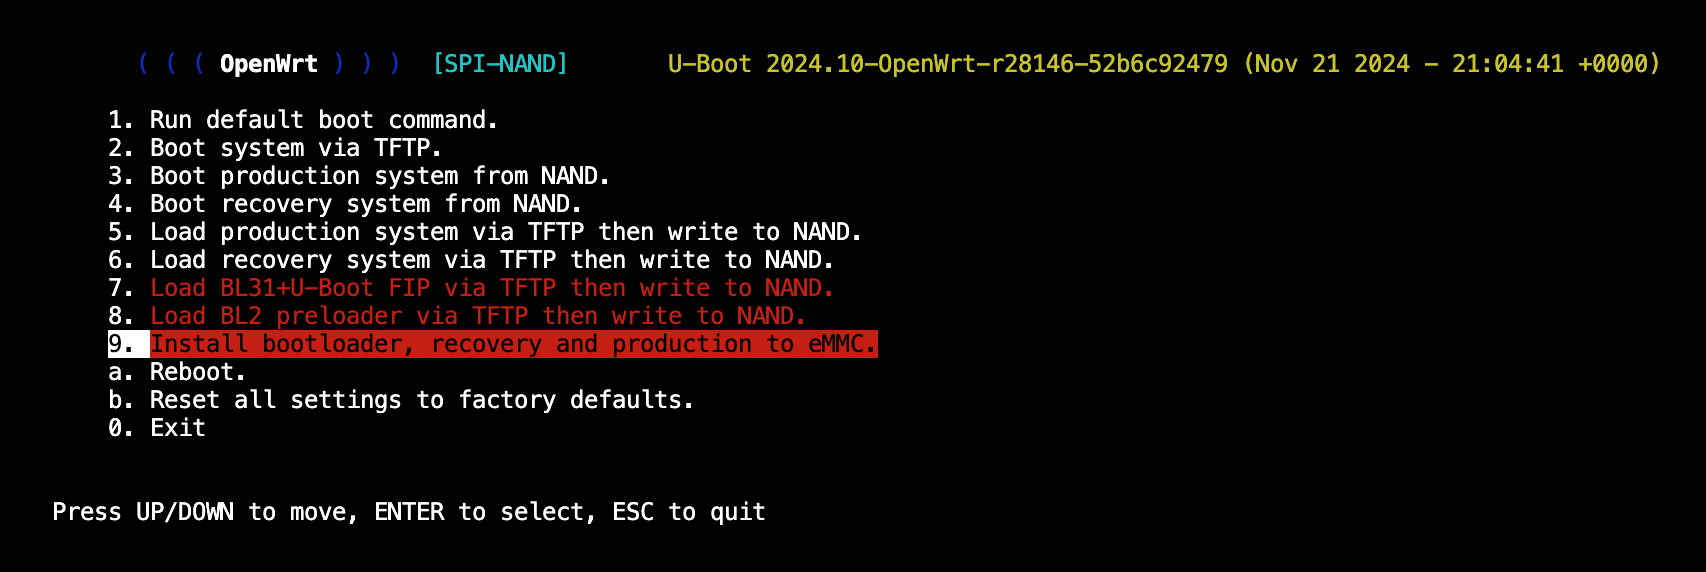 ( ( ( OpenWrt ) ) ) [SPI-NAND] U-Boot 2024.10-OpenWrt-r28146-52b6c92479 (Nov 21 2024 - 21:04:41 +0000)
1. Run default boot command.
2. Boot system via TFTP.
3. Boot production system from NAND.
4. Boot recovery system from NAND.
5. Load production system via TFTP then write to NAND.
6. Load recovery system via TFTP then write to NAND.
7. Load BL31+U-Boot FIP via TFTP then write to NAND.
8. Load BL2 preloader via TFTP then write to NAND.
9. Install bootloader, recovery and production to eMMC.
a. Reboot.
b. Reset all settings to factory defaults.
0. Exit
Press UP/DOWN to move, ENTER to select, ESC to quit